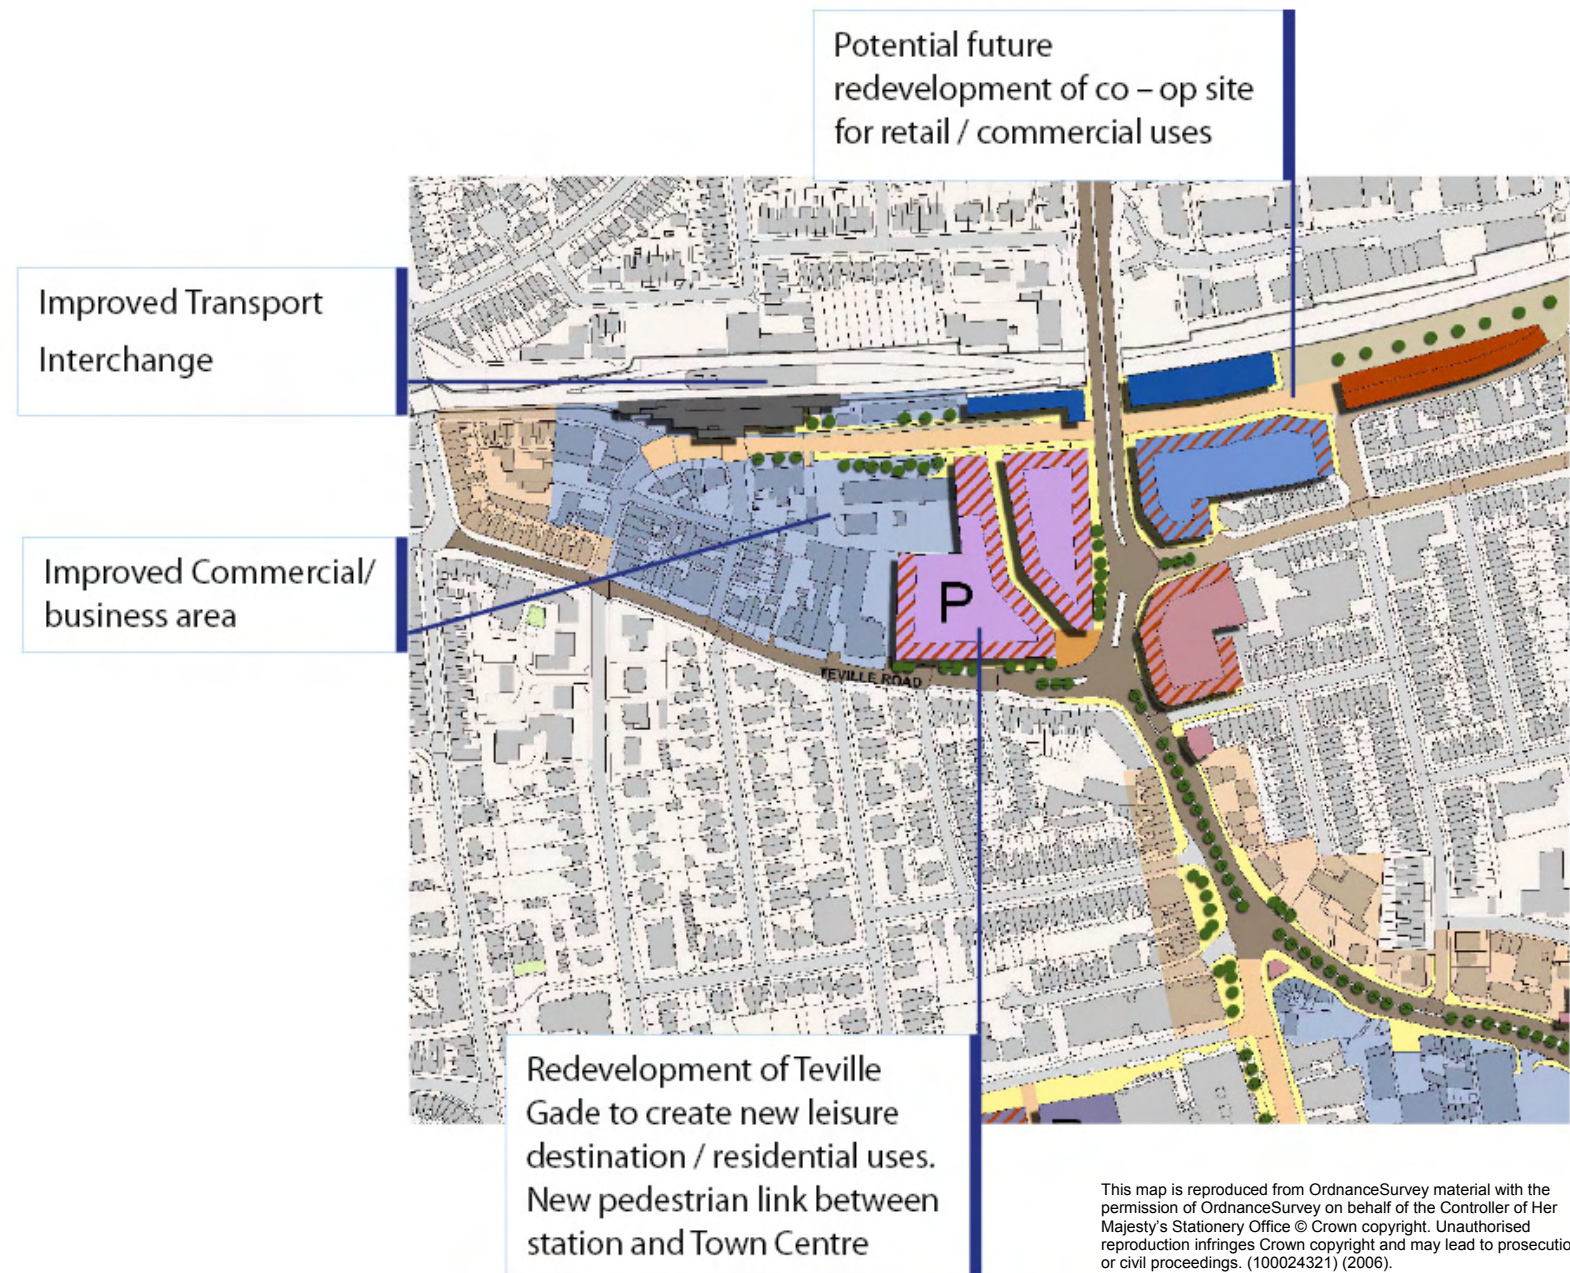 Potential future
redevelopment of co – op site
for retail / commercial uses
Improved Transport
Interchange
Improved Commercial/
business area
P
TEVILLE ROAD
Redevelopment of Teville
Gade to create new leisure
destination / residential uses.
New pedestrian link between
station and Town Centre
This map is reproduced from OrdnanceSurvey material with the
permission of OrdnanceSurvey on behalf of the Controller of Her
Majesty's Stationery Office © Crown copyright. Unauthorised
reproduction infringes Crown copyright and may lead to prosecutio
or civil proceedings. (100024321) (2006).